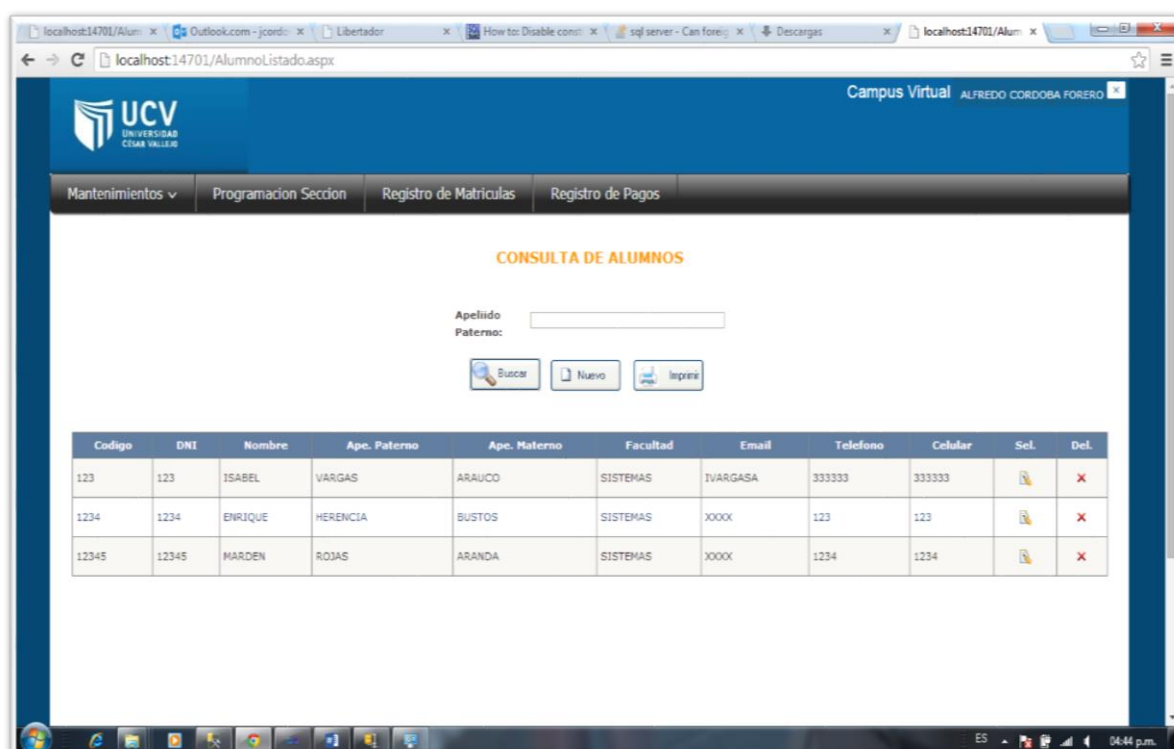 localhost:14701/Alum
Outlook.com - jcordo
Libertador
How to: Disable const
sql server - Can foreig
Descargas
localhost:14701/Alum
localhost:14701/AlumnoListado.aspx
Campus Virtual ALFREDO CORDOBA FORERO
UCV
UNIVERSIDAD
CÉSAR VALLEJO
Mantenimientos Programacion Seccion Registro de Matriculas Registro de Pagos
CONSULTA DE ALUMNOS
Apeliido
Paterno:
Buscar Nuevo Imprimir
Codigo DNI Nombre Ape. Paterno Ape. Materno Facultad Email Telefono Celular Sel. Del.
123 123 ISABEL VARGAS ARAUCO SISTEMAS IVARGASA 333333 333333
1234 1234 ENRIQUE HERENCIA BUSTOS SISTEMAS XXXX 123 123
12345 12345 MARDEN ROJAS ARANDA SISTEMAS XXXX 1234 1234
ES 04:44 p.m.